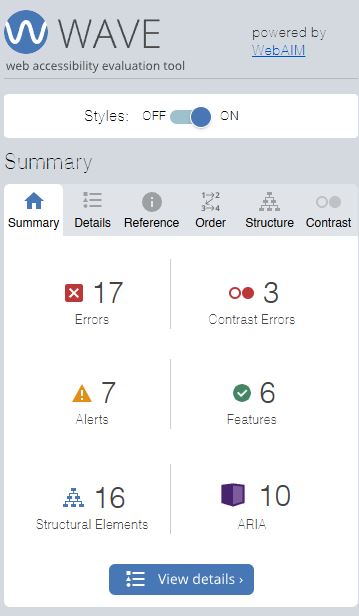 WAVE
web accessibility evaluation tool
powered by
WebAIM
Styles: OFF ON
Summary
Summary Details Reference Order Structure Contrast
17
Errors
3
Contrast Errors
7
Alerts
6
Features
16
Structural Elements
10
ARIA
View details ›